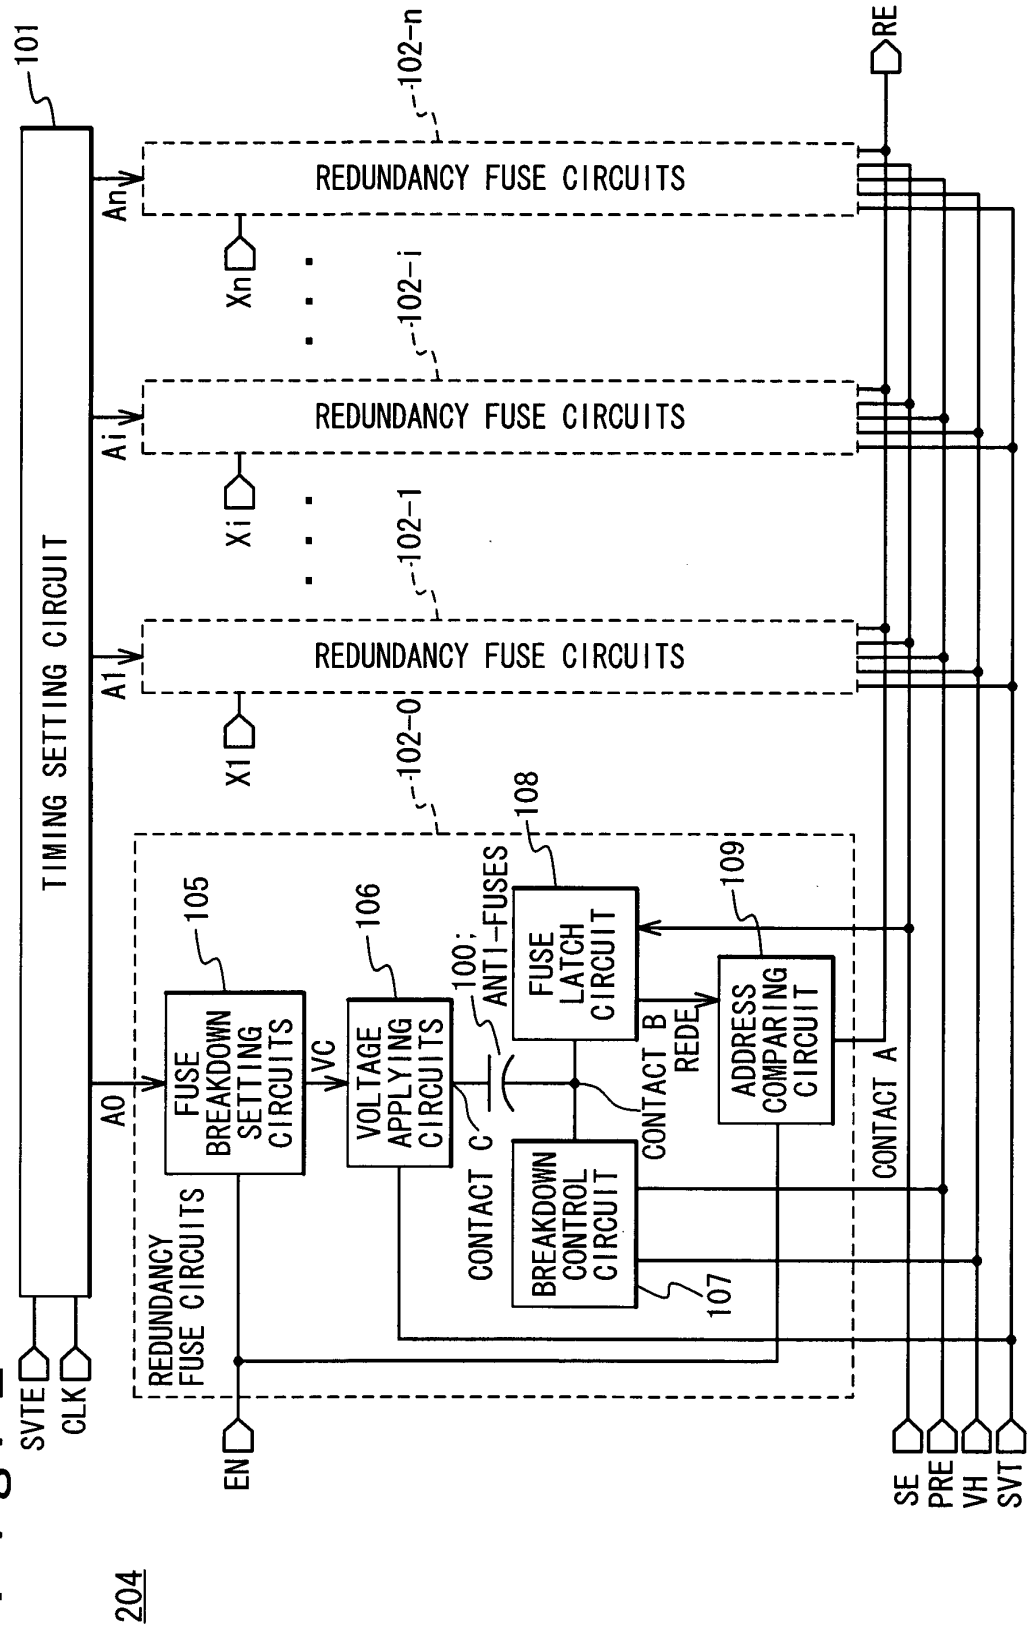 204
SVTE
CLK
TIMING SETTING CIRCUIT
101
A0
A1
Ai
An
EN
X1
Xi
Xn
REDUNDANCY
FUSE CIRCUITS
102-0
102-1
102-i
102-n
FUSE
BREAKDOWN
SETTING
CIRCUITS
105
VC
VOLTAGE
APPLYING
CIRCUITS
106
CONTACT C
100;
ANTI-FUSES
BREAKDOWN
CONTROL
CIRCUIT
107
FUSE
LATCH
CIRCUIT
108
CONTACT B
REDE
ADDRESS
COMPARING
CIRCUIT
109
CONTACT A
REDUNDANCY FUSE CIRCUITS
REDUNDANCY FUSE CIRCUITS
REDUNDANCY FUSE CIRCUITS
SE
PRE
VH
SVT
RE